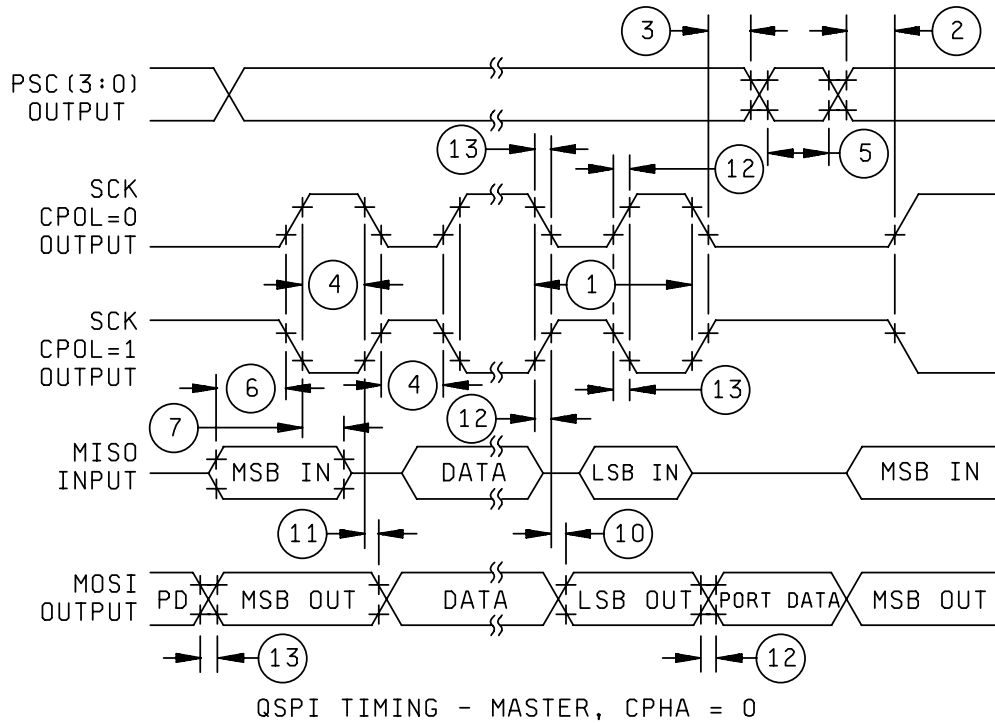 3
2
PSC(3:0)
OUTPUT
13
12
5
SCK
CPOL=0
OUTPUT
4
1
SCK
CPOL=1
OUTPUT
6
4
13
7
12
MISO
INPUT
MSB IN
DATA
LSB IN
MSB IN
11
10
MOSI
OUTPUT
PD
MSB OUT
DATA
LSB OUT
PORT DATA
MSB OUT
13
12
QSPI TIMING - MASTER, CPHA = 0